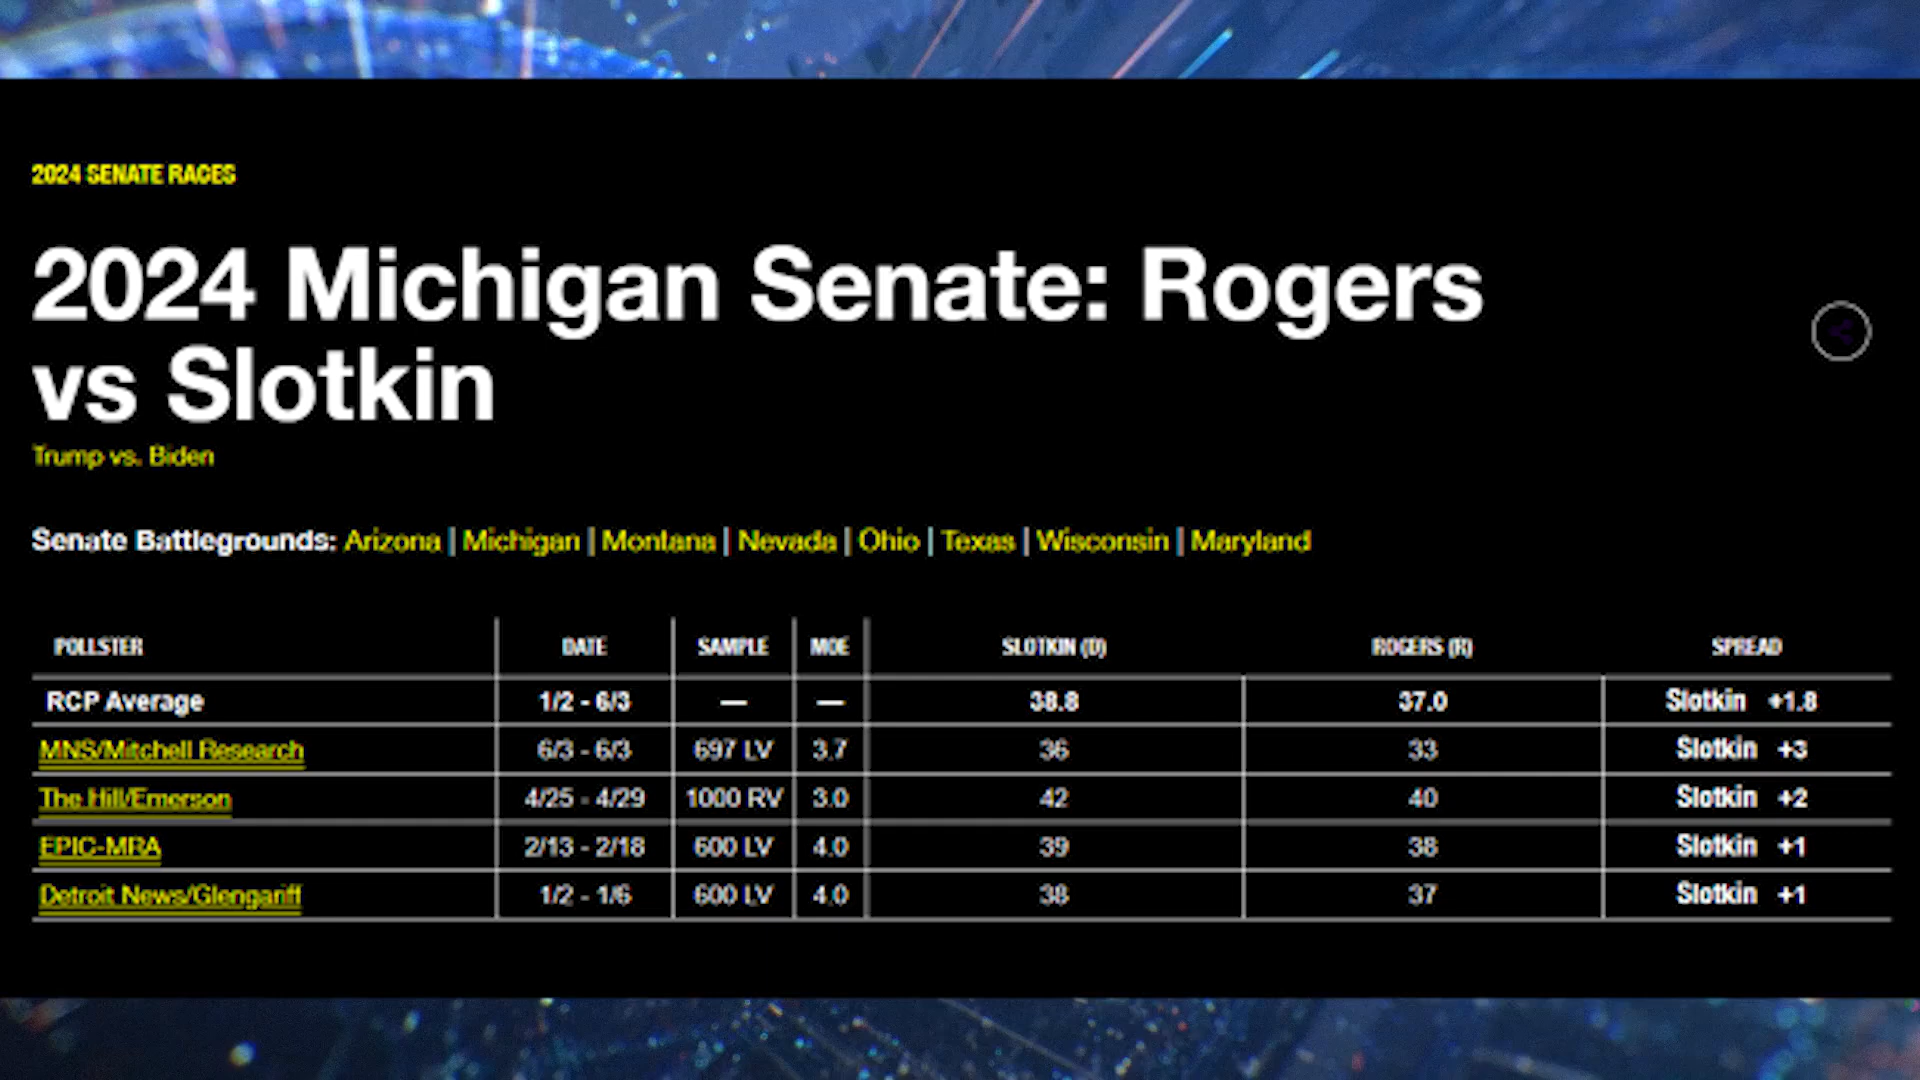 2024 SENATE RACES
2024 Michigan Senate: Rogers
vs Slotkin
Trump vs. Biden
Senate Battlegrounds: Arizona | Michigan | Montana | Nevada | Ohio | Texas | Wisconsin | Maryland
POLLSTER DATE SAMPLE MOE SLOTKIN (D) ROGERS (R) SPREAD
RCP Average 1/2 - 6/3 — — 38.8 37.0 Slotkin +1.8
MNS/Mitchell Research 6/3 - 6/3 697 LV 3.7 36 33 Slotkin +3
The Hill/Emerson 4/25 - 4/29 1000 RV 3.0 42 40 Slotkin +2
EPIC-MRA 2/13 - 2/18 600 LV 4.0 39 38 Slotkin +1
Detroit News/Glengariff 1/2 - 1/6 600 LV 4.0 38 37 Slotkin +1